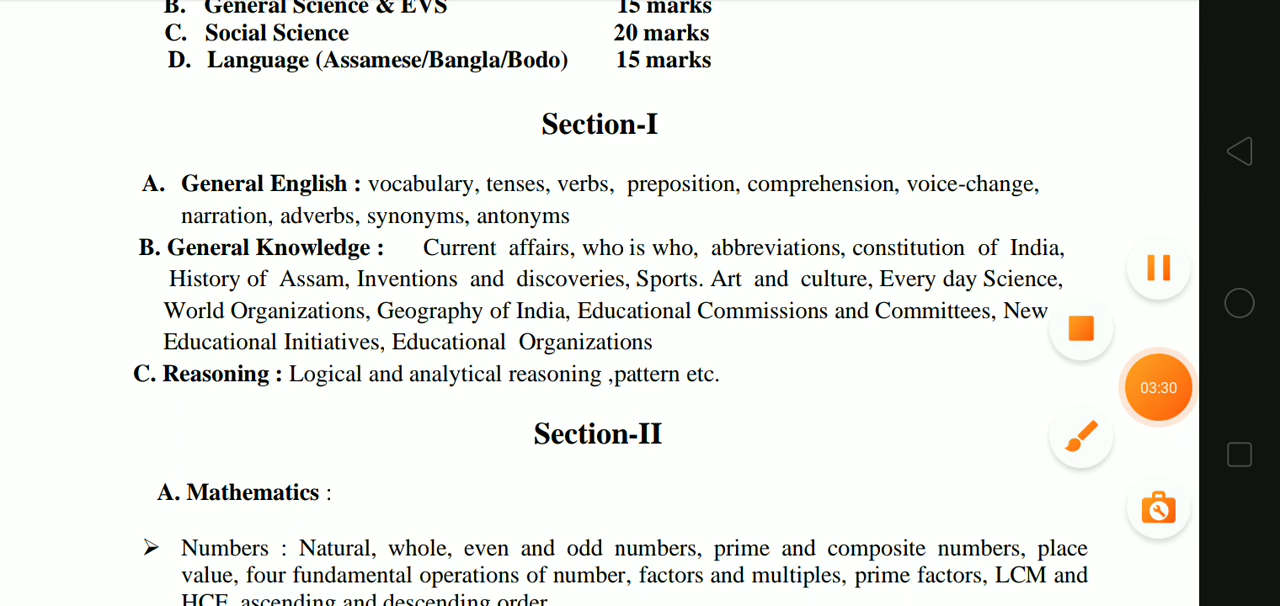 B. General Science & EVS 15 marks
C. Social Science 20 marks
D. Language (Assamese/Bangla/Bodo) 15 marks
Section-I
A. General English : vocabulary, tenses, verbs, preposition, comprehension, voice-change,
narration, adverbs, synonyms, antonyms
B. General Knowledge : Current affairs, who is who, abbreviations, constitution of India,
History of Assam, Inventions and discoveries, Sports. Art and culture, Every day Science,
World Organizations, Geography of India, Educational Commissions and Committees, New
Educational Initiatives, Educational Organizations
C. Reasoning : Logical and analytical reasoning ,pattern etc.
03:30
Section-II
A. Mathematics :
➢ Numbers : Natural, whole, even and odd numbers, prime and composite numbers, place
value, four fundamental operations of number, factors and multiples, prime factors, LCM and
HCF, ascending and descending order